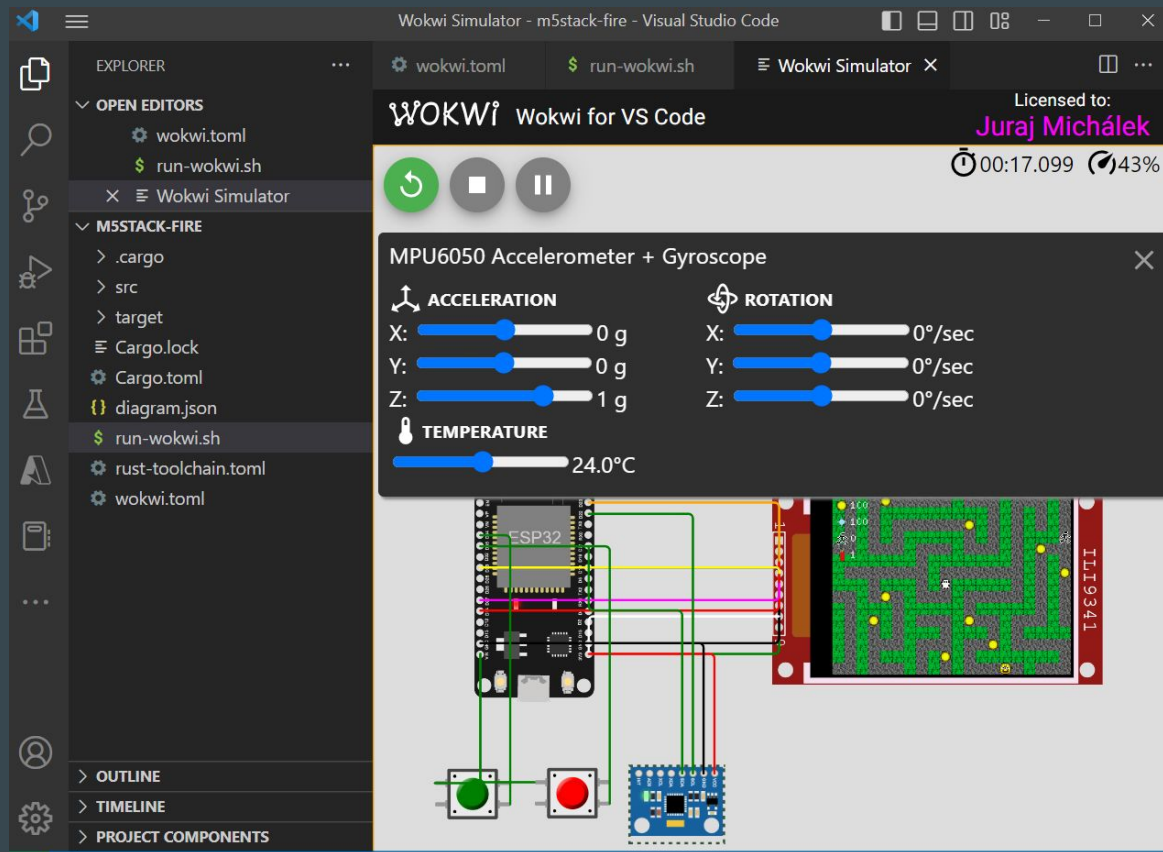 Wokwi Simulator - m5stack-fire - Visual Studio Code
EXPLORER
wokwi.toml
$ run-wokwi.sh
Wokwi Simulator
OPEN EDITORS
wokwi.toml
$ run-wokwi.sh
Wokwi Simulator
M5STACK-FIRE
.cargo
src
target
Cargo.lock
Cargo.toml
{} diagram.json
$ run-wokwi.sh
rust-toolchain.toml
wokwi.toml
OUTLINE
TIMELINE
PROJECT COMPONENTS
WOKWi Wokwi for VS Code
Licensed to:
Juraj Michálek
00:17.099 43%
MPU6050 Accelerometer + Gyroscope
ACCELERATION
X: 0 g
Y: 0 g
Z: 1 g
ROTATION
X: 0°/sec
Y: 0°/sec
Z: 0°/sec
TEMPERATURE
24.0°C
ESP32
100
100
0
1
ILI9341